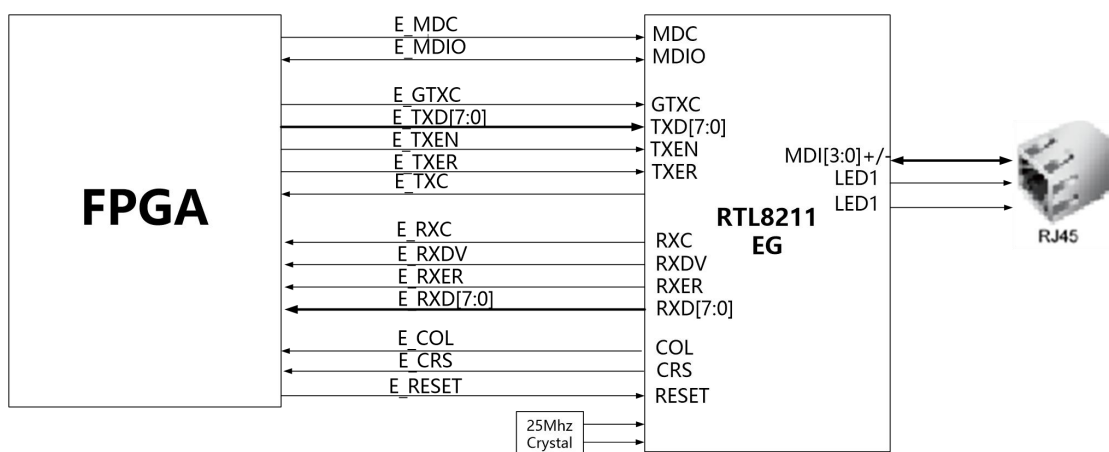 E_MDC
MDC
E_MDIO
MDIO
E_GTXC
GTXC
E_TXD[7:0]
TXD[7:0]
E_TXEN
TXEN
E_TXER
TXER
E_TXC
MDI[3:0]+/-
LED1
LED1
FPGA
RTL8211
EG
RJ45
E_RXC
RXC
E_RXDV
RXDV
E_RXER
RXER
E_RXD[7:0]
RXD[7:0]
E_COL
COL
E_CRS
CRS
E_RESET
RESET
25Mhz
Crystal